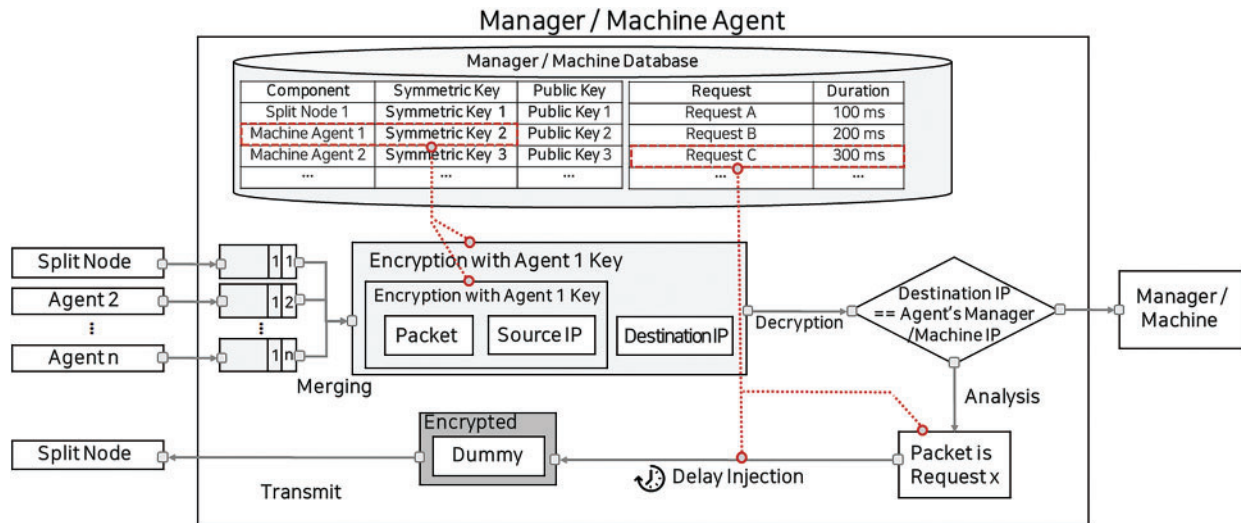 Manager / Machine Agent
Manager / Machine Database
Component Symmetric Key Public Key
Split Node 1 Symmetric Key 1 Public Key 1
Machine Agent 1 Symmetric Key 2 Public Key 2
Machine Agent 2 Symmetric Key 3 Public Key 3
... ... ...
Request Duration
Request A 100 ms
Request B 200 ms
Request C 300 ms
... ...
Split Node
1 1
Agent 2
1 2
...
Agent n
1 n
Merging
Encryption with Agent 1 Key
Encryption with Agent 1 Key
Packet
Source IP
Destination IP
Decryption
Destination IP
== Agent's Manager
/Machine IP
Manager /
Machine
Analysis
Packet is
Request x
Delay Injection
Encrypted
Dummy
Transmit
Split Node